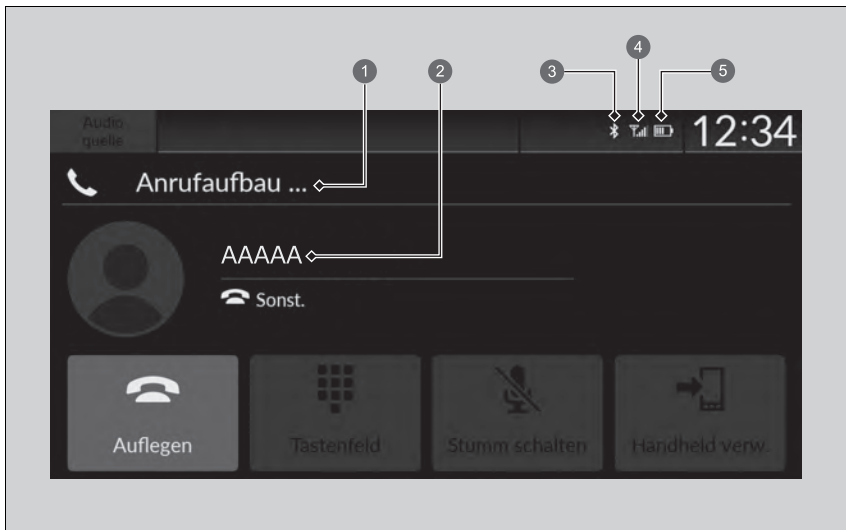 1
2
3
4
5
Audio
quelle
12:34
Anrufaufbau ...
AAAAA
Sonst.
Auflegen
Tastenfeld
Stumm schalten
Handheld verw.